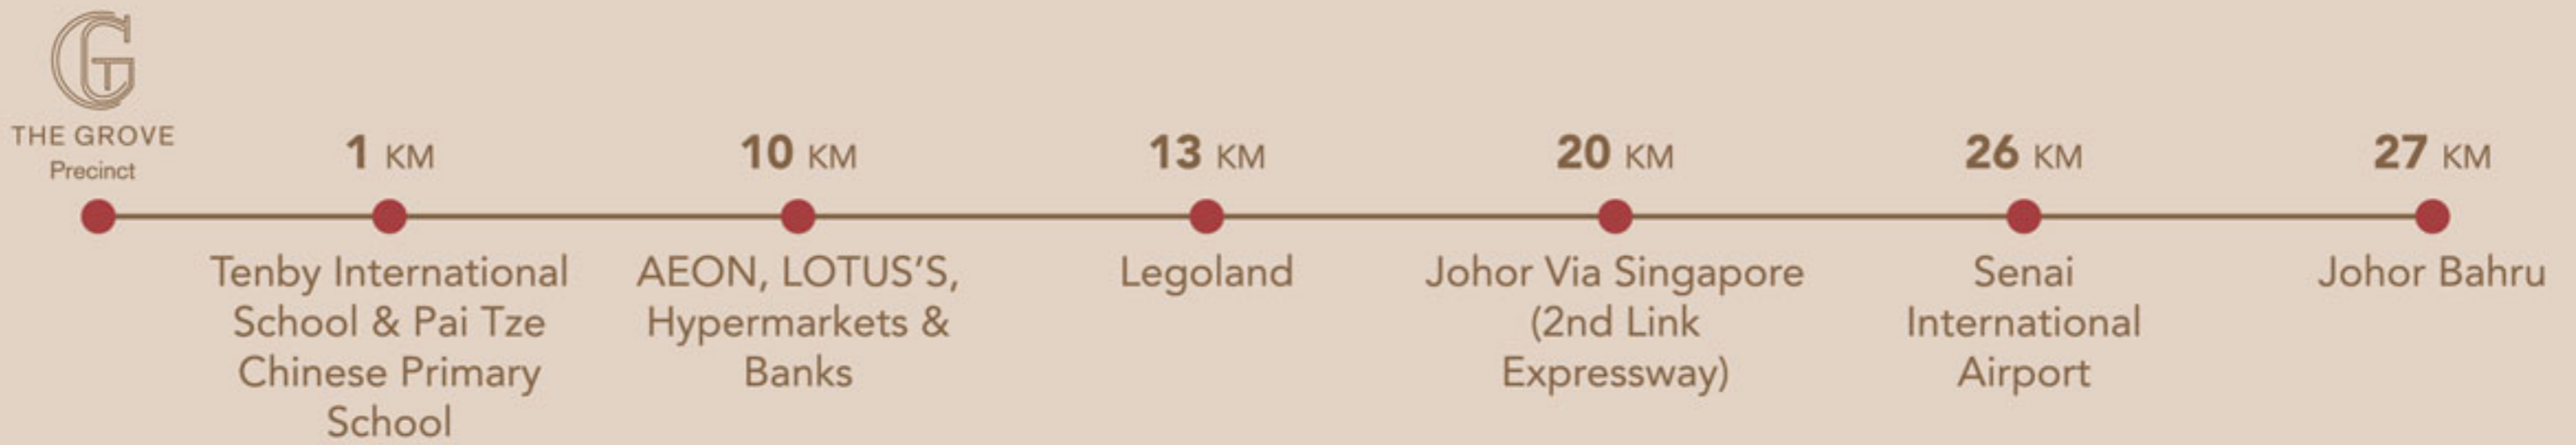 THE GROVE
Precinct
1 KM
10 KM
13 KM
20 KM
26 KM
27 KM
Tenby International
School & Pai Tze
Chinese Primary
School
AEON, LOTUS'S,
Hypermarkets &
Banks
Legoland
Johor Via Singapore
(2nd Link
Expressway)
Senai
International
Airport
Johor Bahru